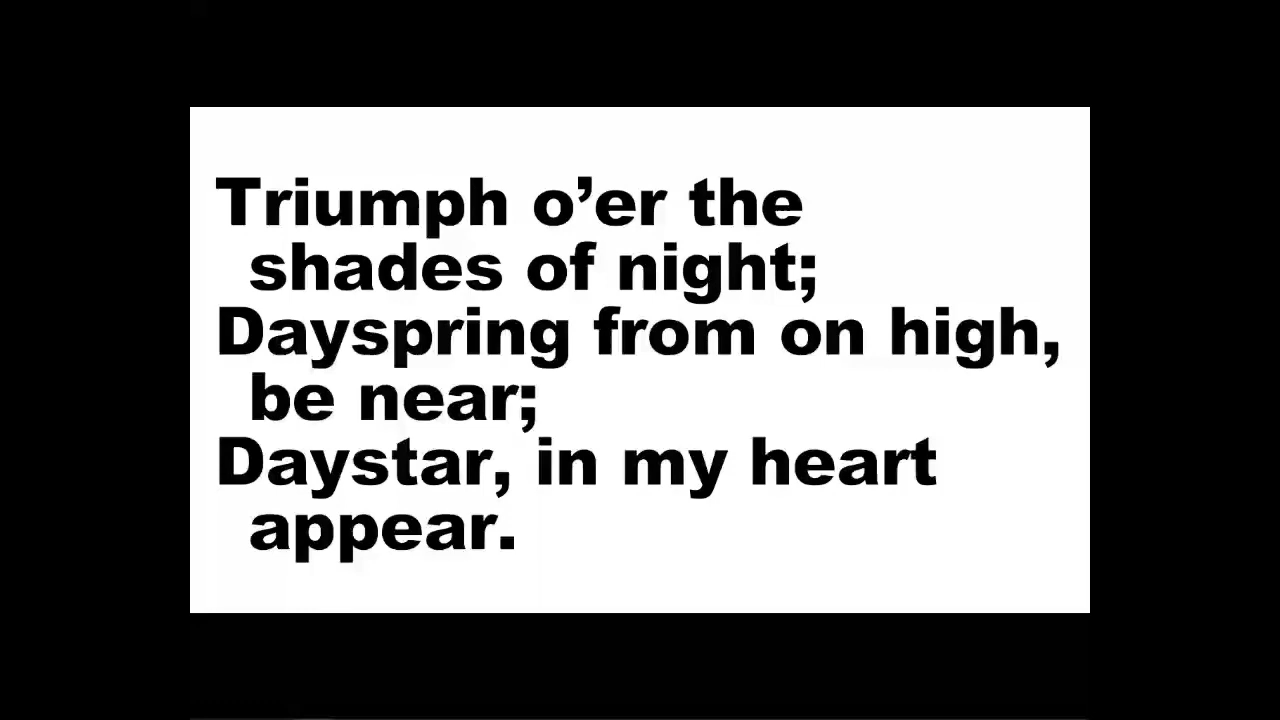 Triumph o’er the
shades of night;
Dayspring from on high,
be near;
Daystar, in my heart
appear.